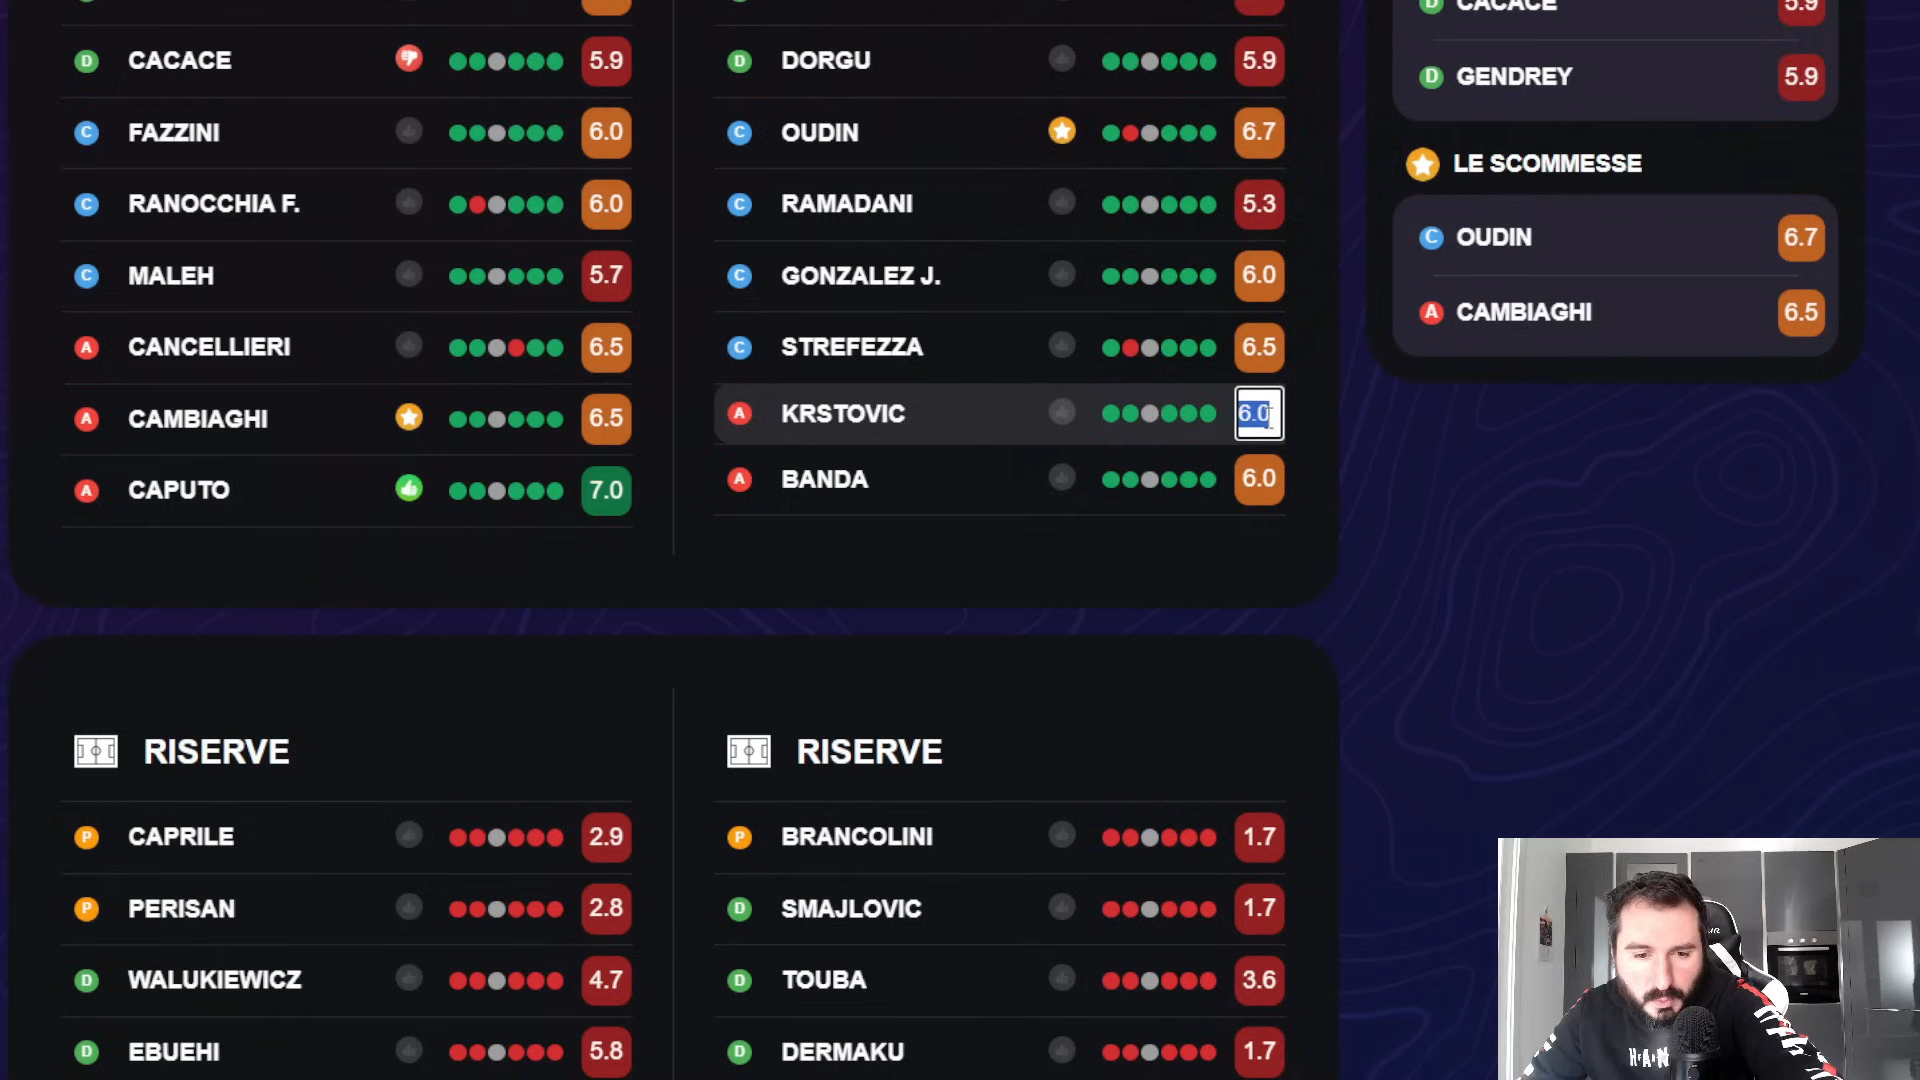 D CACACE 5.9
C FAZZINI 6.0
C RANOCCHIA F. 6.0
C MALEH 5.7
A CANCELLIERI 6.5
A CAMBIAGHI 6.5
A CAPUTO 7.0
D DORGU 5.9
C OUDIN 6.7
C RAMADANI 5.3
C GONZALEZ J. 6.0
C STREFEZZA 6.5
A KRSTOVIC 6.0
A BANDA 6.0
D CACACE 5.9
D GENDREY 5.9
LE SCOMMESSE
C OUDIN 6.7
A CAMBIAGHI 6.5
RISERVE
P CAPRILE 2.9
P PERISAN 2.8
D WALUKIEWICZ 4.7
D EBUEHI 5.8
RISERVE
P BRANCOLINI 1.7
D SMAJLOVIC 1.7
D TOUBA 3.6
D DERMAKU 1.7